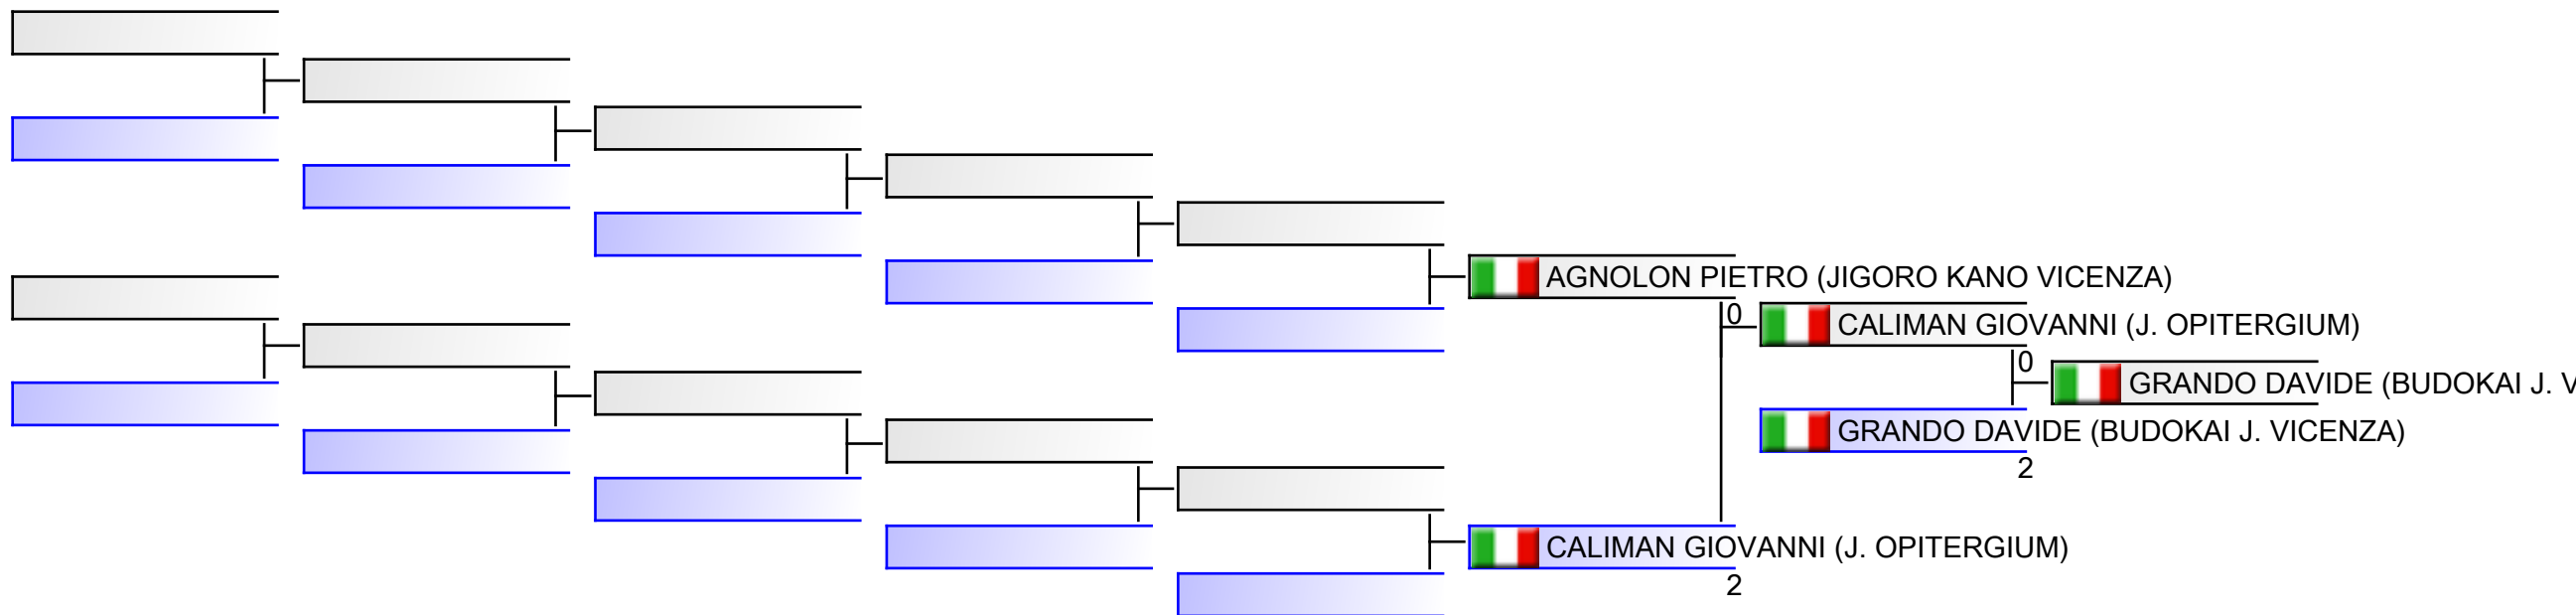 AGNOLON PIETRO (JIGORO KANO VICENZA)
0
CALIMAN GIOVANNI (J. OPITERGIUM)
0
GRANDO DAVIDE (BUDOKAI J. V
GRANDO DAVIDE (BUDOKAI J. VICENZA)
2
CALIMAN GIOVANNI (J. OPITERGIUM)
2